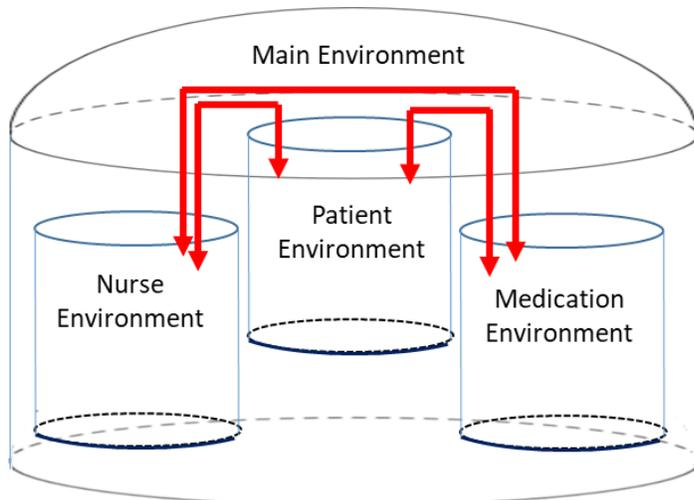 Main Environment
Patient
Environment
Nurse
Environment
Medication
Environment